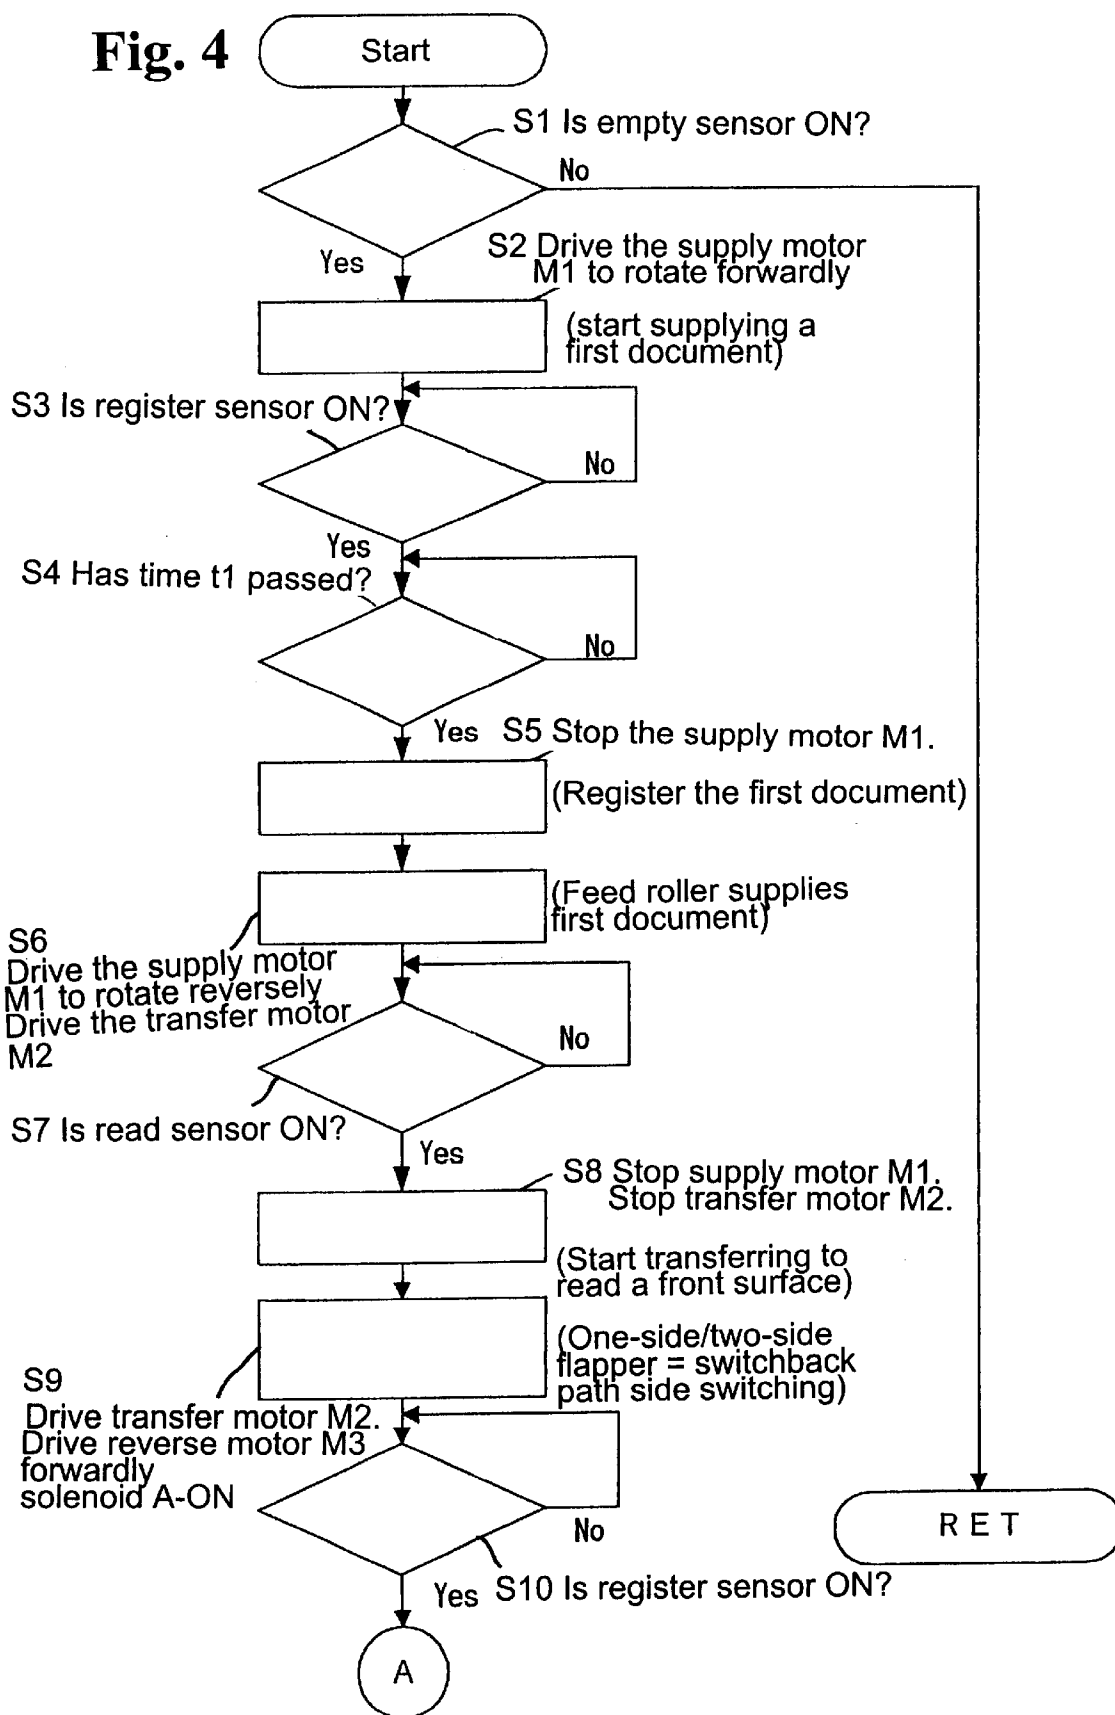 Fig. 4
Start
S1 Is empty sensor ON?
No
Yes
S2 Drive the supply motor
M1 to rotate forwardly
(start supplying a
first document)
S3 Is register sensor ON?
No
Yes
S4 Has time t1 passed?
No
Yes
S5 Stop the supply motor M1.
(Register the first document)
(Feed roller supplies
first document)
S6
Drive the supply motor
M1 to rotate reversely
Drive the transfer motor
M2
No
S7 Is read sensor ON?
Yes
S8 Stop supply motor M1.
Stop transfer motor M2.
(Start transferring to
read a front surface)
(One-side/two-side
flapper = switchback
path side switching)
S9
Drive transfer motor M2.
Drive reverse motor M3
forwardly
solenoid A-ON
No
RET
Yes
S10 Is register sensor ON?
A